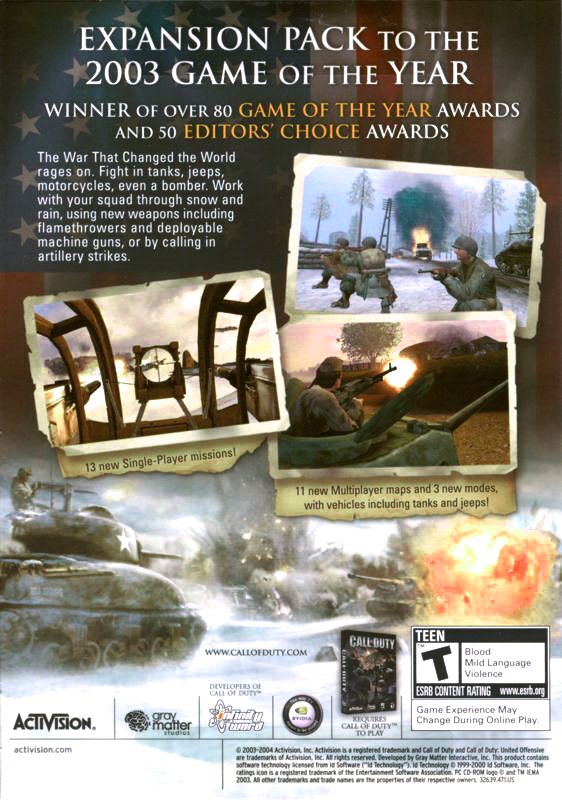 EXPANSION PACK TO THE
2003 GAME OF THE YEAR
WINNER OF OVER 80 GAME OF THE YEAR AWARDS
AND 50 EDITORS' CHOICE AWARDS
The War That Changed the World
rages on. Fight in tanks, jeeps,
motorcycles, even a bomber. Work
with your squad through snow and
rain, using new weapons including
flamethrowers and deployable
machine guns, or by calling in
artillery strikes.
13 new Single-Player missions!
11 new Multiplayer maps and 3 new modes,
with vehicles including tanks and jeeps!
WWW.CALLOFDUTY.COM
CALL OF DUTY
TEEN
T
Blood
Mild Language
Violence
ESRB CONTENT RATING www.esrb.org
Game Experience May
Change During Online Play
ACTIVISION.
gray
matter
studios
DEVELOPERS OF
CALL OF DUTY™
infinity
ward
NVIDIA
REQUIRES
CALL OF DUTY™
TO PLAY
activision.com
© 2003-2004 Activision, Inc. Activision is a registered trademark and Call of Duty and Call of Duty: United Offensive
are trademarks of Activision, Inc. All rights reserved. Developed by Gray Matter Interactive, Inc. This product contains
software technology licensed from Id Software ("Id Technology"). Id Technology © 1999-2000 Id Software, Inc. The
ratings icon is a registered trademark of the Entertainment Software Association. PC CD-ROM logo © and TM IEMA
2003. All other trademarks and trade names are the properties of their respective owners. 32639.471.US